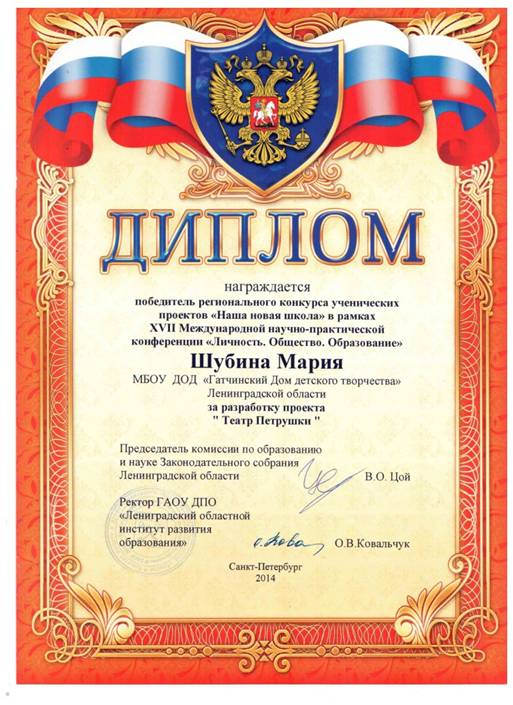 ДИПЛОМ
награждается
победитель регионального конкурса ученических
проектов «Наша новая школа» в рамках
XVII Международной научно-практической
конференции «Личность. Общество. Образование»
Шубина Мария
МБОУ ДОД «Гатчинский Дом детского творчества»
Ленинградской области
за разработку проекта
" Театр Петрушки "
Председатель комиссии по образованию
и науке Законодательного собрания
Ленинградской области В.О. Цой
Ректор ГАОУ ДПО
«Лениградский областной
институт развития
образования» О.В.Ковальчук
Санкт-Петербург
2014